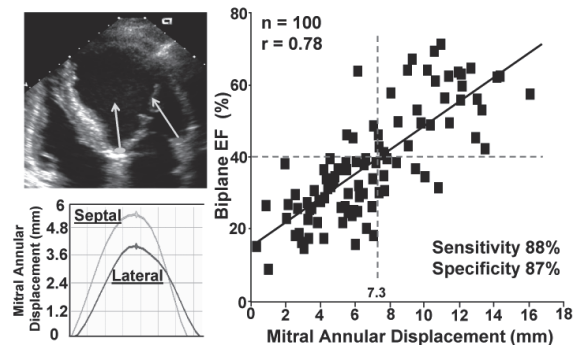 6
4.8
3.6
2.4
1.2
0
Mitral Annular
Displacement (mm)
Septal
Lateral
n = 100
r = 0.78
80
60
40
20
0
Biplane EF (%)
Sensitivity 88%
Specificity 87%
7.3
0 2 4 6 8 10 12 14 16 18
Mitral Annular Displacement (mm)